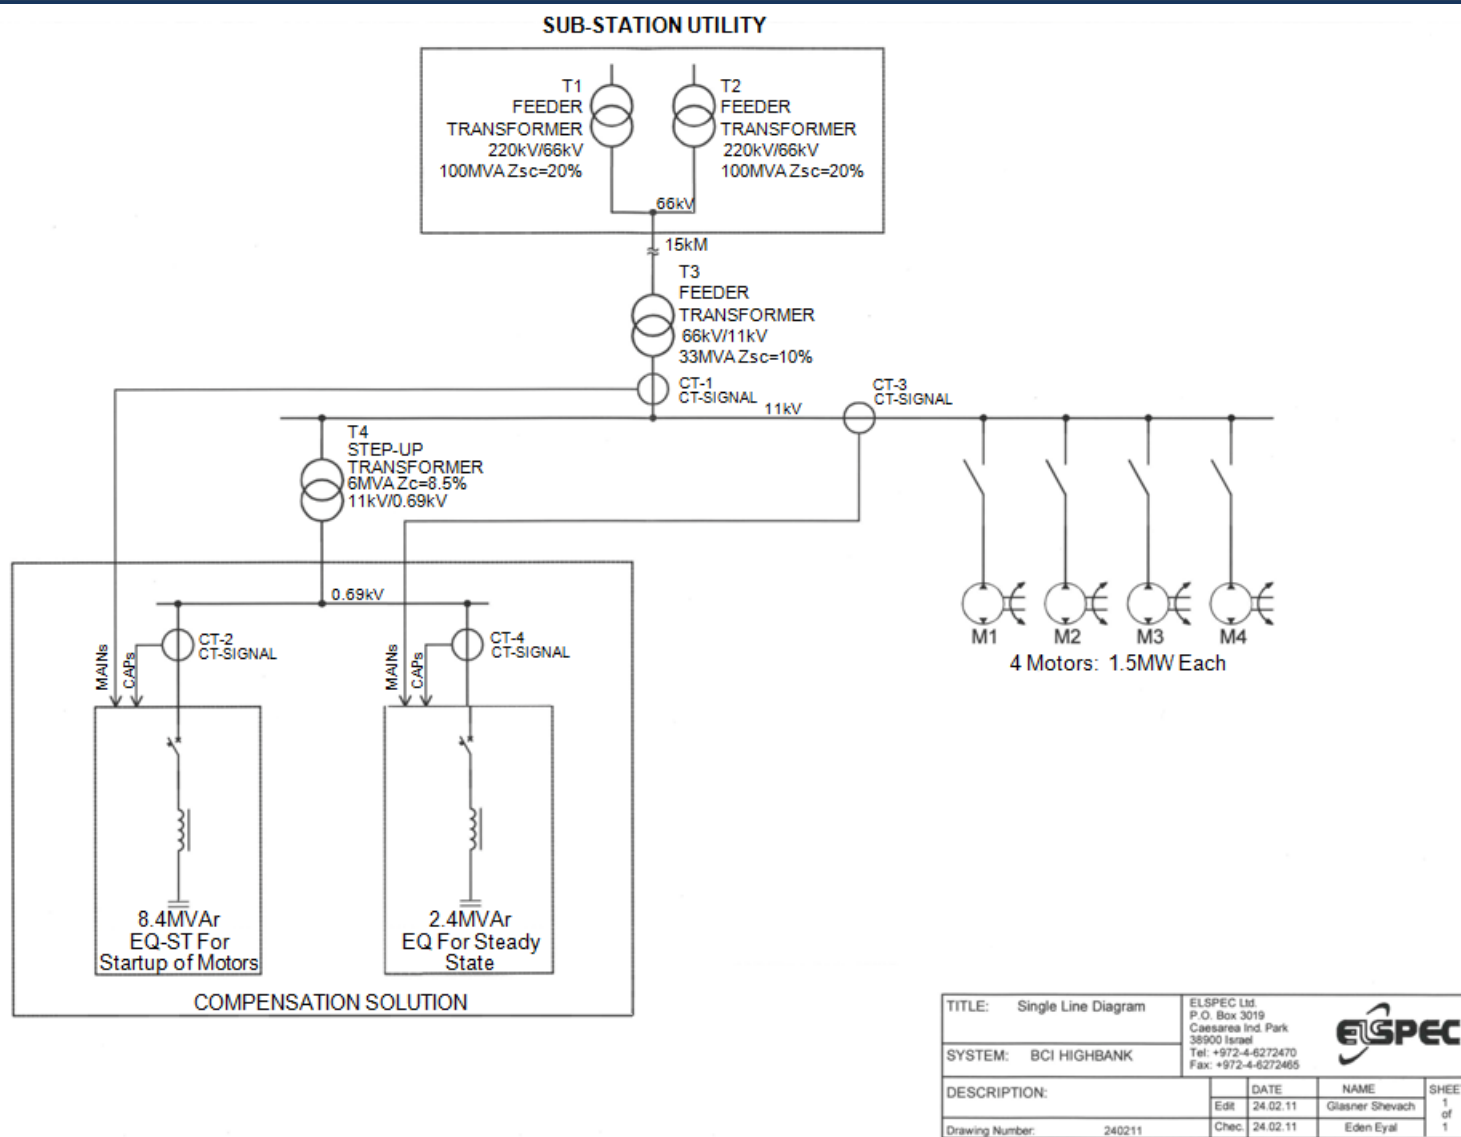 SUB-STATION UTILITY
T1
FEEDER
TRANSFORMER
220kV/66kV
100MVA Zsc=20%
T2
FEEDER
TRANSFORMER
220kV/66kV
100MVA Zsc=20%
66kV
15kM
T3
FEEDER
TRANSFORMER
66kV/11kV
33MVA Zsc=10%
CT-1
CT-SIGNAL
11kV
CT-3
CT-SIGNAL
T4
STEP-UP
TRANSFORMER
6MVA Zc=8.5%
11kV/0.69kV
0.69kV
MAINs
CAPs
CT-2
CT-SIGNAL
MAINs
CAPs
CT-4
CT-SIGNAL
M1
M2
M3
M4
4 Motors: 1.5MW Each
8.4MVAr
EQ-ST For
Startup of Motors
2.4MVAr
EQ For Steady
State
COMPENSATION SOLUTION
TITLE: Single Line Diagram
ELSPEC Ltd.
P.O. Box 3019
Caesarea Ind. Park
38900 Israel
Tel: +972-4-6272470
Fax: +972-4-6272465
ELSPEC
SYSTEM: BCI HIGHBANK
DESCRIPTION:
DATE NAME SHEE
Edit 24.02.11 Glasner Shevach 1
of
Chec. 24.02.11 Eden Eyal 1
Drawing Number: 240211